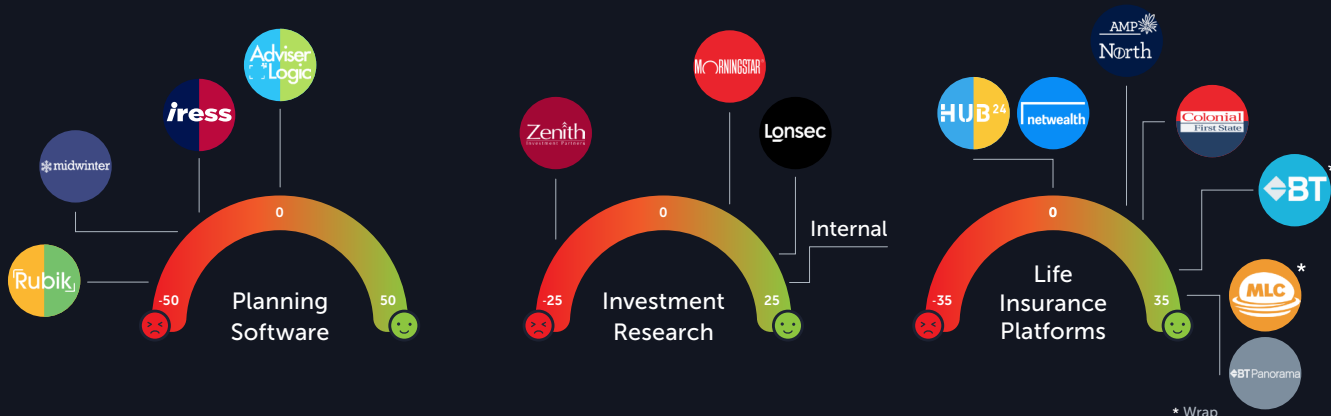 Adviser
Logic
iress
midwinter
Rubik
0
-50
50
Planning
Software
MORNINGSTAR®
Zenith
Investment Partners
Lonsec
Internal
0
-25
25
Investment
Research
AMP
North
HUB24
netwealth
Colonial
First State
BT*
MLC*
BT Panorama
0
-35
35
Life
Insurance
Platforms
* Wrap